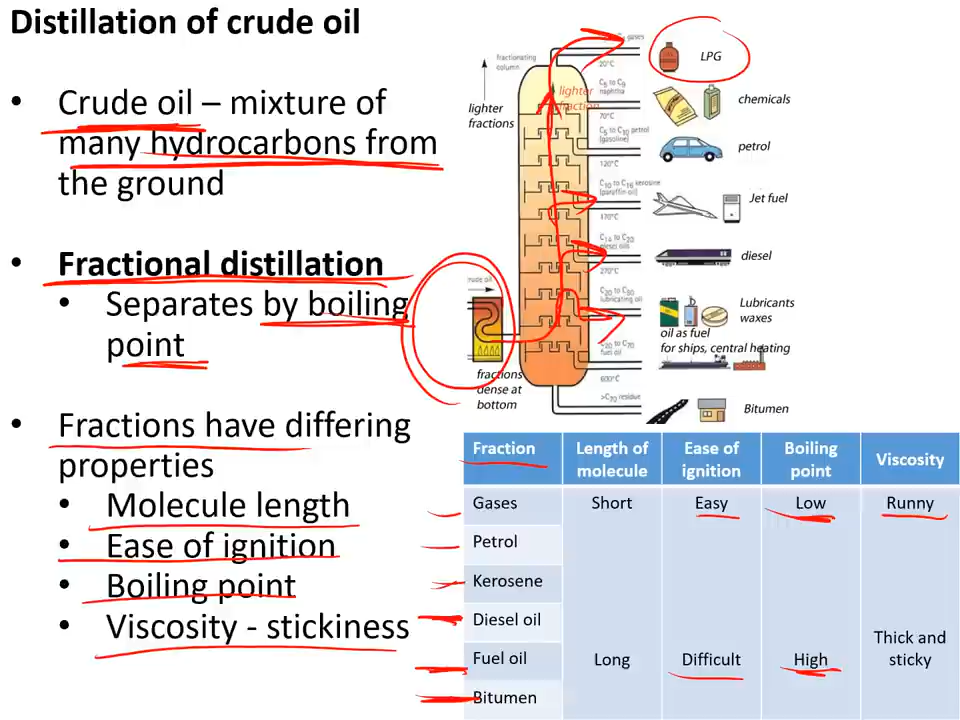 Distillation of crude oil
• Crude oil – mixture of
many hydrocarbons from
the ground
• Fractional distillation
• Separates by boiling
point
• Fractions have differing
properties
• Molecule length
• Ease of ignition
• Boiling point
• Viscosity - stickiness
fractionating
column
lighter
fractions
lighter
fraction
gases
20°C
C5 to C9
naphtha
70°C
C5 to C10 petrol
(gasoline)
120°C
C10 to C16 kerosine
(paraffin oil)
170°C
C14 to C20
diesel oils
270°C
C20 to C50
lubricating oil
C20 to C70
fuel oil
600°C
>C70 residue
crude oil
fractions
dense at
bottom
LPG
chemicals
petrol
Jet fuel
diesel
Lubricants
waxes
oil as fuel
for ships, central heating
Bitumen
Fraction Length of molecule Ease of ignition Boiling point Viscosity
Gases Short Easy Low Runny
Petrol
Kerosene
Diesel oil
Fuel oil Long Difficult High Thick and sticky
Bitumen